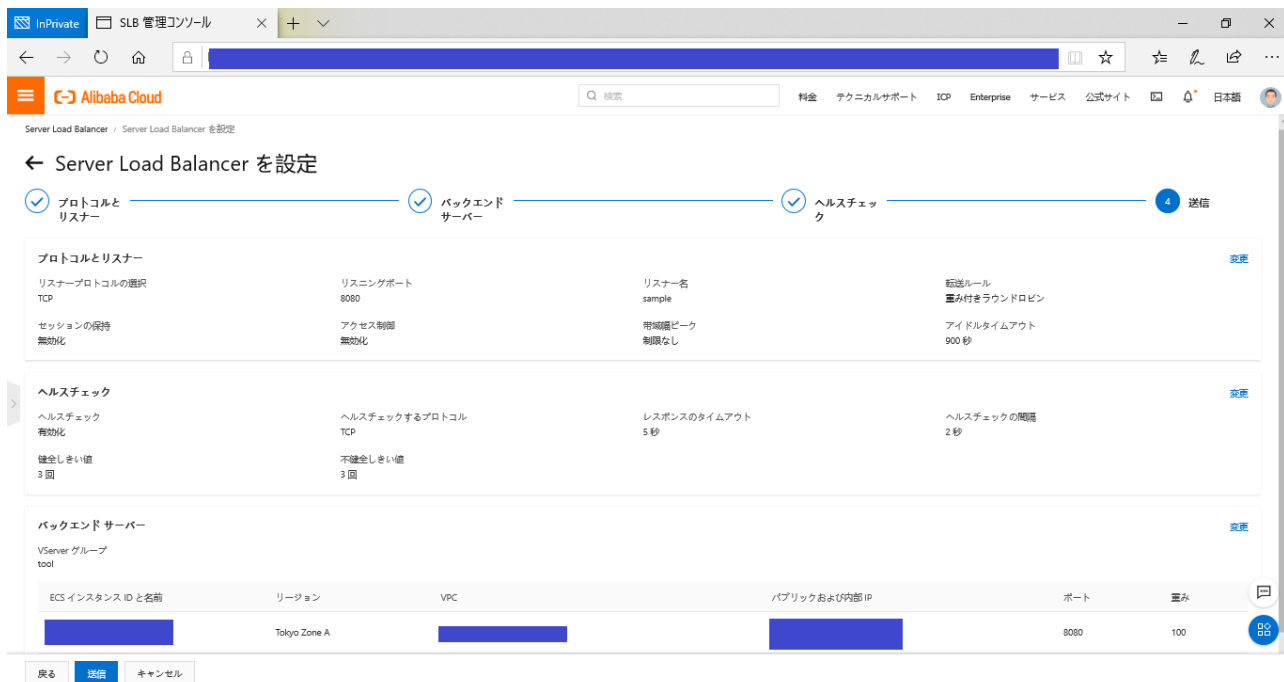 InPrivate
SLB 管理コンソール
Alibaba Cloud
検索
料金
テクニカルサポート
ICP
Enterprise
サービス
公式サイト
日本語
Server Load Balancer / Server Load Balancer を設定
← Server Load Balancer を設定
プロトコルと
リスナー
バックエンド
サーバー
ヘルスチェッ
ク
4
送信
プロトコルとリスナー
変更
リスナープロトコルの選択
リスニングポート
リスナー名
転送ルール
TCP
8080
sample
重み付きラウンドロビン
セッションの保持
アクセス制御
帯域幅ピーク
アイドルタイムアウト
無効化
無効化
制限なし
900 秒
ヘルスチェック
変更
ヘルスチェック
ヘルスチェックするプロトコル
レスポンスのタイムアウト
ヘルスチェックの間隔
有効化
TCP
5 秒
2 秒
健全しきい値
不健全しきい値
3 回
3 回
バックエンド サーバー
変更
VServer グループ
tool
ECS インスタンス ID と名前
リージョン
VPC
パブリックおよび内部 IP
ポート
重み
Tokyo Zone A
8080
100
戻る
送信
キャンセル